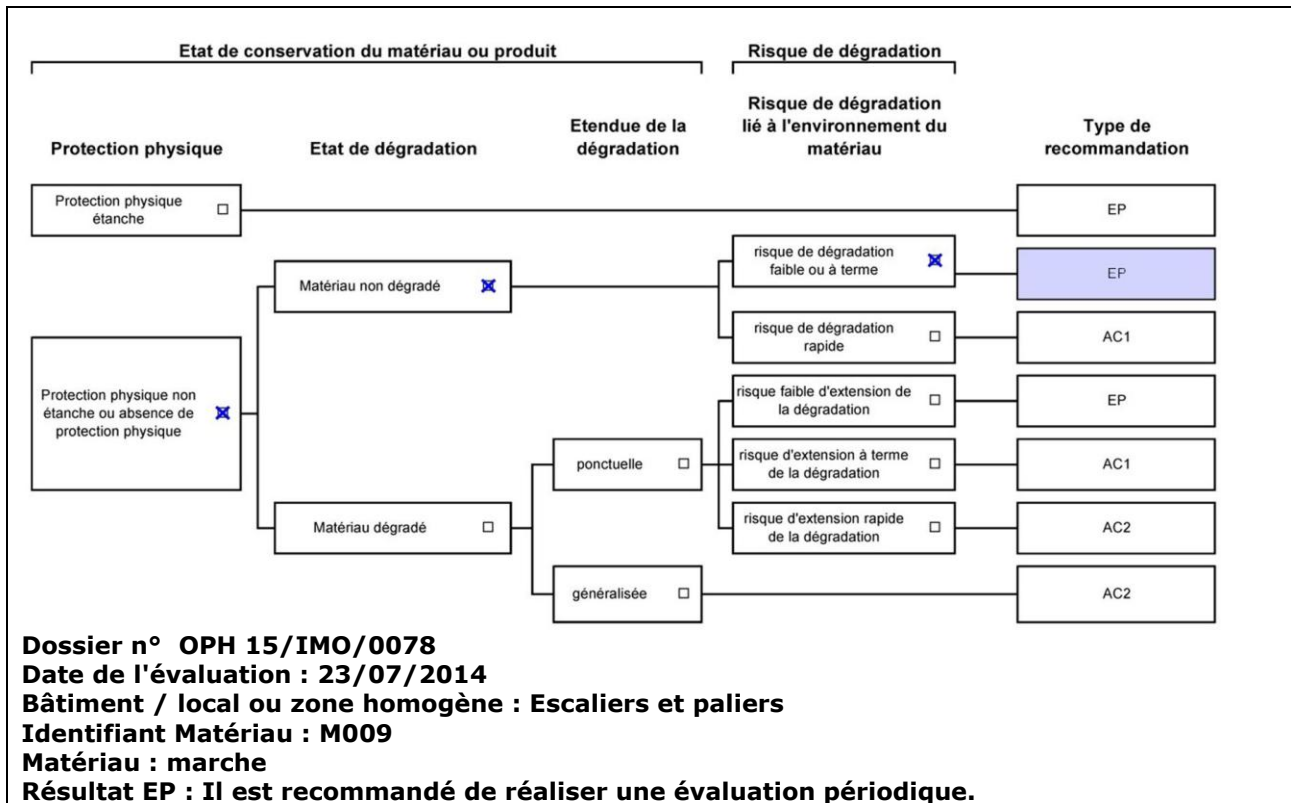 Etat de conservation du matériau ou produit
Risque de dégradation
Protection physique
Etat de dégradation
Etendue de la
dégradation
Risque de dégradation
lié à l'environnement du
matériau
Type de
recommandation
Protection physique
étanche
EP
risque de dégradation
faible ou à terme
EP
Matériau non dégradé
risque de dégradation
rapide
AC1
Protection physique non
étanche ou absence de
protection physique
risque faible d'extension de
la dégradation
EP
ponctuelle
risque d'extension à terme
de la dégradation
AC1
Matériau dégradé
risque d'extension rapide
de la dégradation
AC2
généralisée
AC2
Dossier n° OPH 15/IMO/0078
Date de l'évaluation : 23/07/2014
Bâtiment / local ou zone homogène : Escaliers et paliers
Identifiant Matériau : M009
Matériau : marche
Résultat EP : Il est recommandé de réaliser une évaluation périodique.